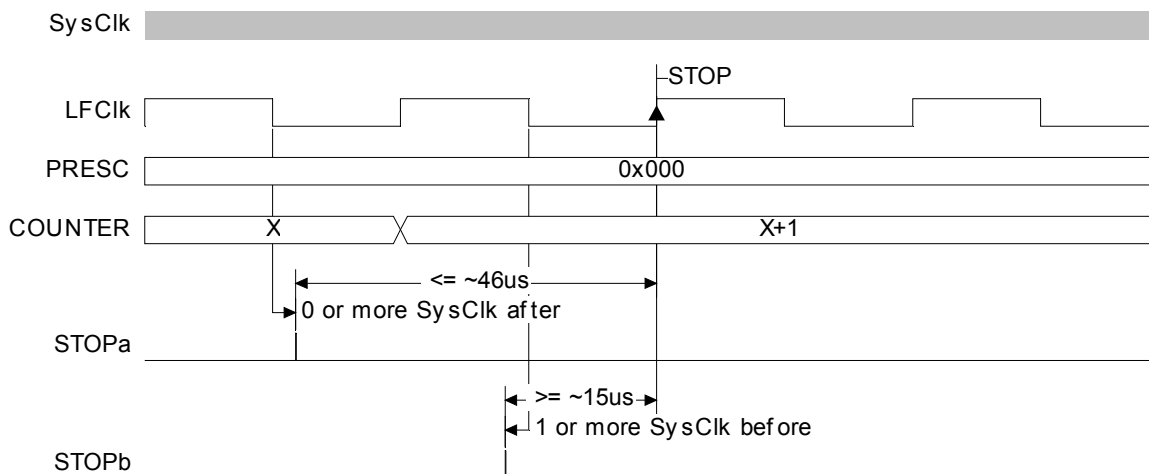 SysClk
STOP
LFClk
PRESC
0x000
COUNTER
X
X+1
<= ~46us
0 or more SysClk after
STOPa
>= ~15us
1 or more SysClk before
STOPb